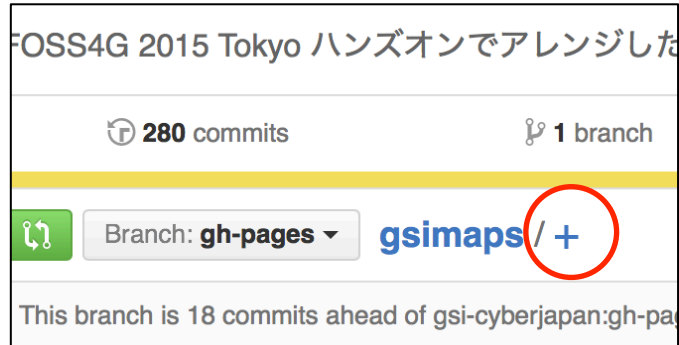 FOSS4G 2015 Tokyo ハンズオンでアレンジした
280 commits 1 branch
Branch: gh-pages gsimaps / +
This branch is 18 commits ahead of gsi-cyberjapan:gh-pa